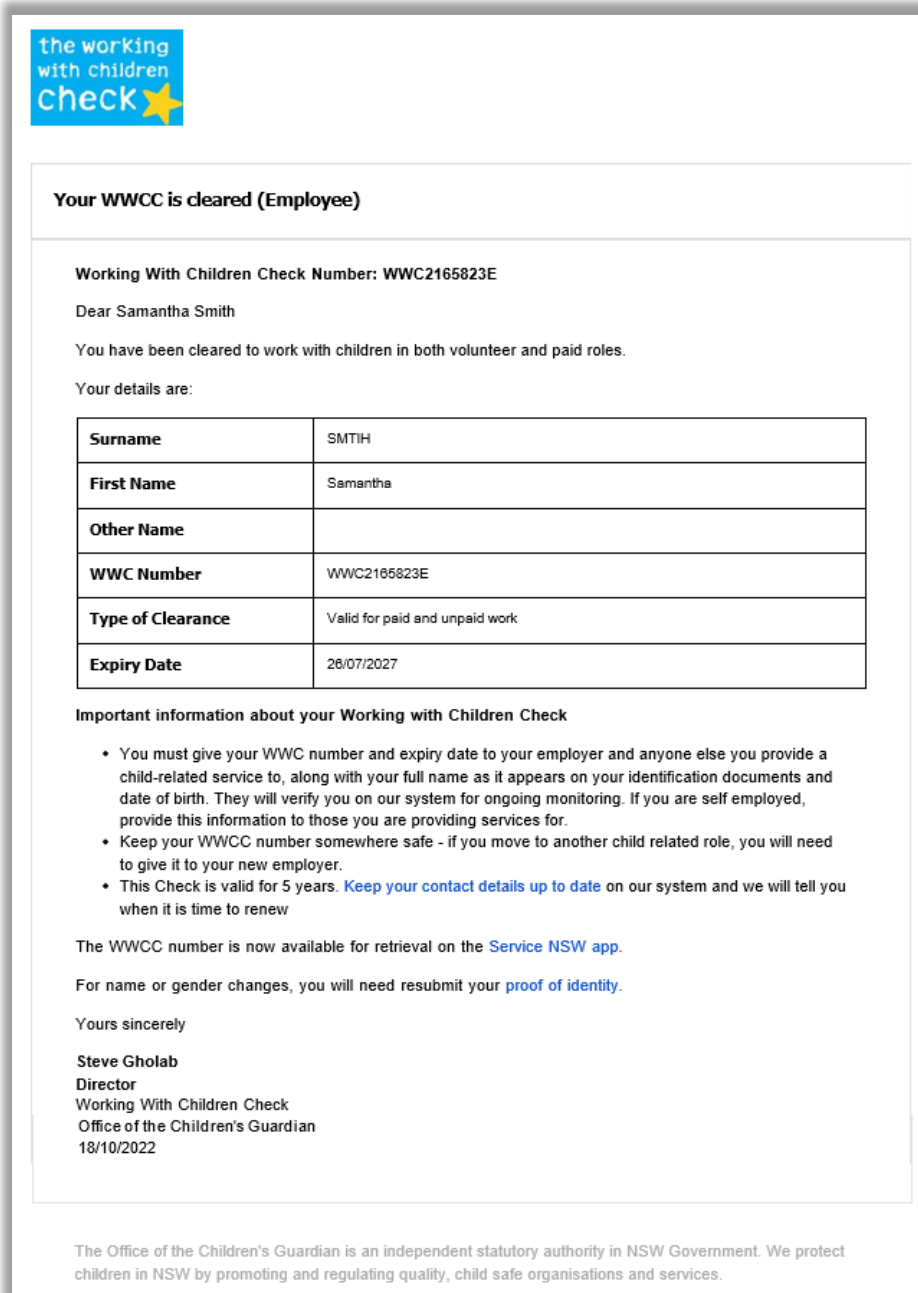 the working
with children
check
Your WWCC is cleared (Employee)
Working With Children Check Number: WWC2165823E
Dear Samantha Smith
You have been cleared to work with children in both volunteer and paid roles.
Your details are:
Surname SMTIH
First Name Samantha
Other Name
WWC Number WWC2165823E
Type of Clearance Valid for paid and unpaid work
Expiry Date 26/07/2027
Important information about your Working with Children Check
• You must give your WWC number and expiry date to your employer and anyone else you provide a
child-related service to, along with your full name as it appears on your identification documents and
date of birth. They will verify you on our system for ongoing monitoring. If you are self employed,
provide this information to those you are providing services for.
• Keep your WWCC number somewhere safe - if you move to another child related role, you will need
to give it to your new employer.
• This Check is valid for 5 years. Keep your contact details up to date on our system and we will tell you
when it is time to renew
The WWCC number is now available for retrieval on the Service NSW app.
For name or gender changes, you will need resubmit your proof of identity.
Yours sincerely
Steve Gholab
Director
Working With Children Check
Office of the Children's Guardian
18/10/2022
The Office of the Children's Guardian is an independent statutory authority in NSW Government. We protect
children in NSW by promoting and regulating quality, child safe organisations and services.